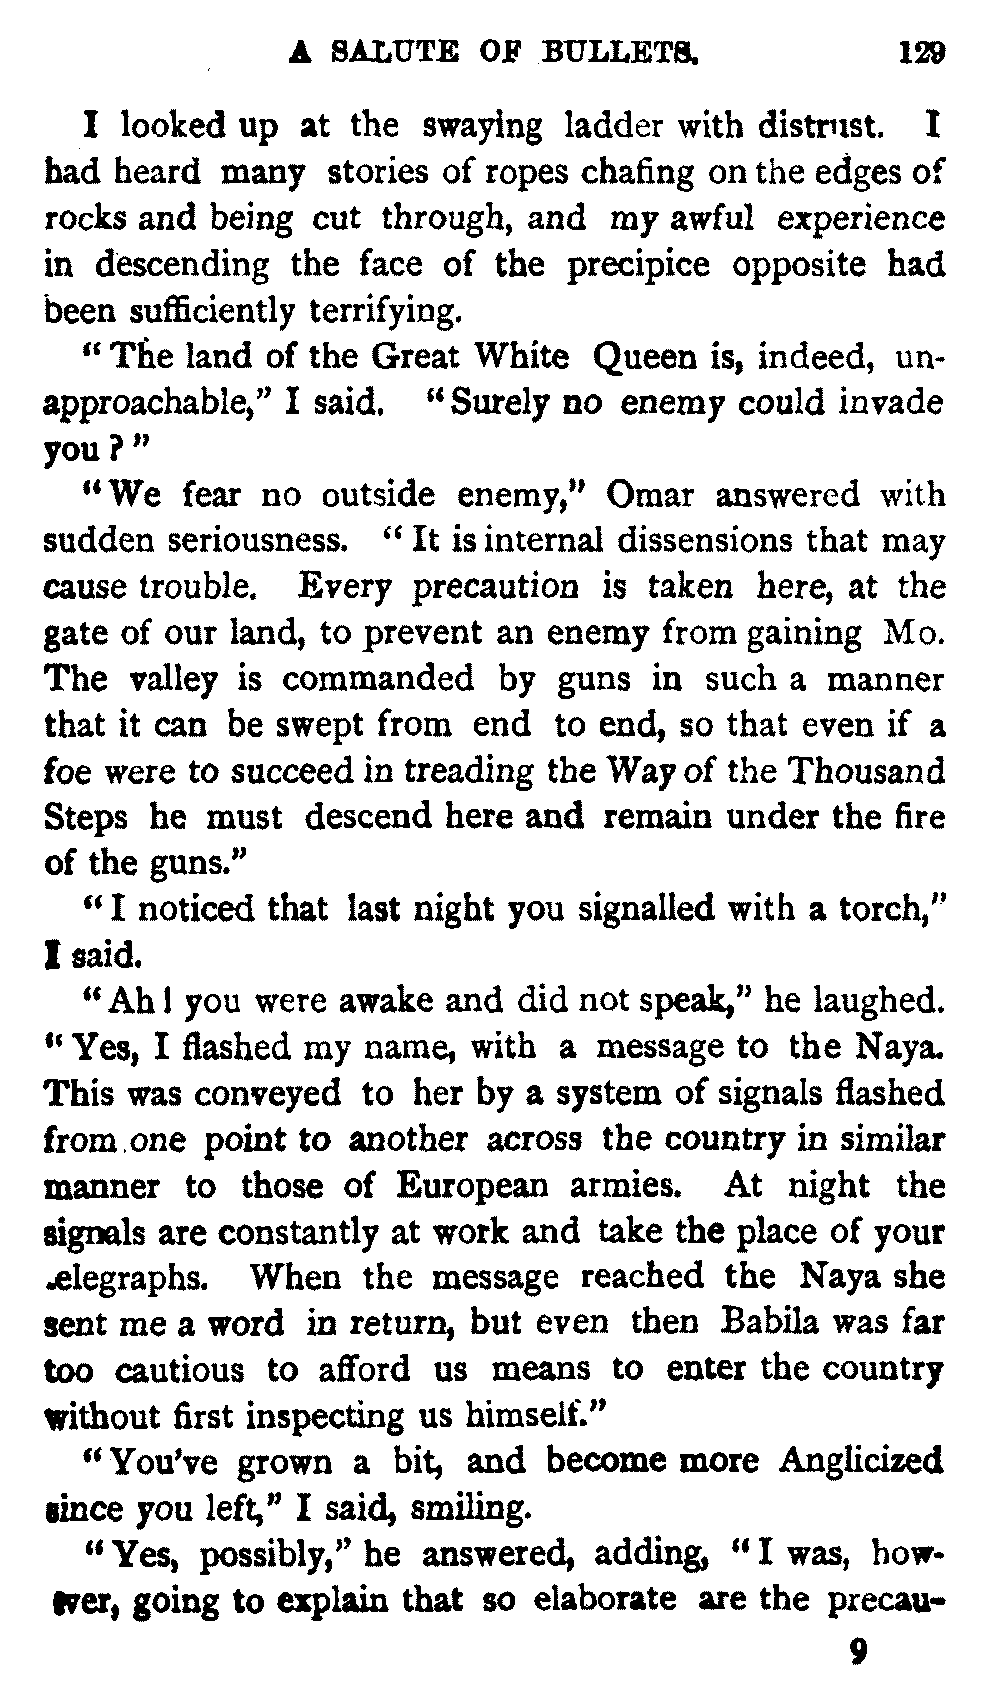 A SALUTE OF BULLETS. 129
I looked up at the swaying ladder with distrust. I
had heard many stories of ropes chafing on the edges of
rocks and being cut through, and my awful experience
in descending the face of the precipice opposite had
been sufficiently terrifying.
"The land of the Great White Queen is, indeed, un-
approachable," I said. "Surely no enemy could invade
you?"
"We fear no outside enemy," Omar answered with
sudden seriousness. "It is internal dissensions that may
cause trouble. Every precaution is taken here, at the
gate of our land, to prevent an enemy from gaining Mo.
The valley is commanded by guns in such a manner
that it can be swept from end to end, so that even if a
foe were to succeed in treading the Way of the Thousand
Steps he must descend here and remain under the fire
of the guns."
"I noticed that last night you signalled with a torch,"
I said.
"Ah! you were awake and did not speak," he laughed.
"Yes, I flashed my name, with a message to the Naya.
This was conveyed to her by a system of signals flashed
from one point to another across the country in similar
manner to those of European armies. At night the
signals are constantly at work and take the place of your
telegraphs. When the message reached the Naya she
sent me a word in return, but even then Babila was far
too cautious to afford us means to enter the country
without first inspecting us himself."
"You've grown a bit, and become more Anglicized
since you left," I said, smiling.
"Yes, possibly," he answered, adding, "I was, how-
ever, going to explain that so elaborate are the precau-
9